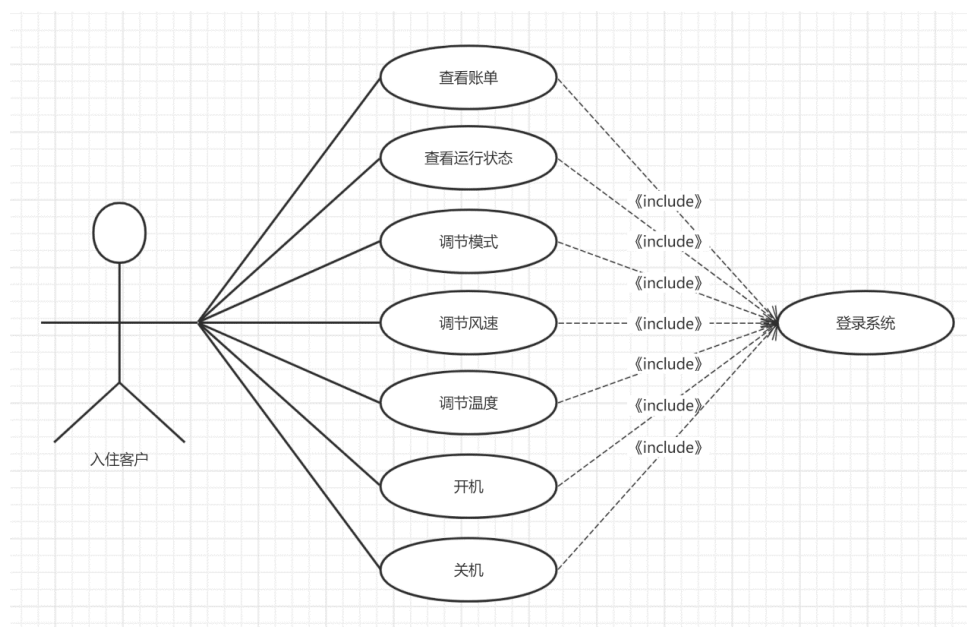 查看账单
查看运行状态
《include》
《include》
调节模式
《include》
调节风速
《include》
登录系统
《include》
调节温度
《include》
《include》
入住客户
开机
关机